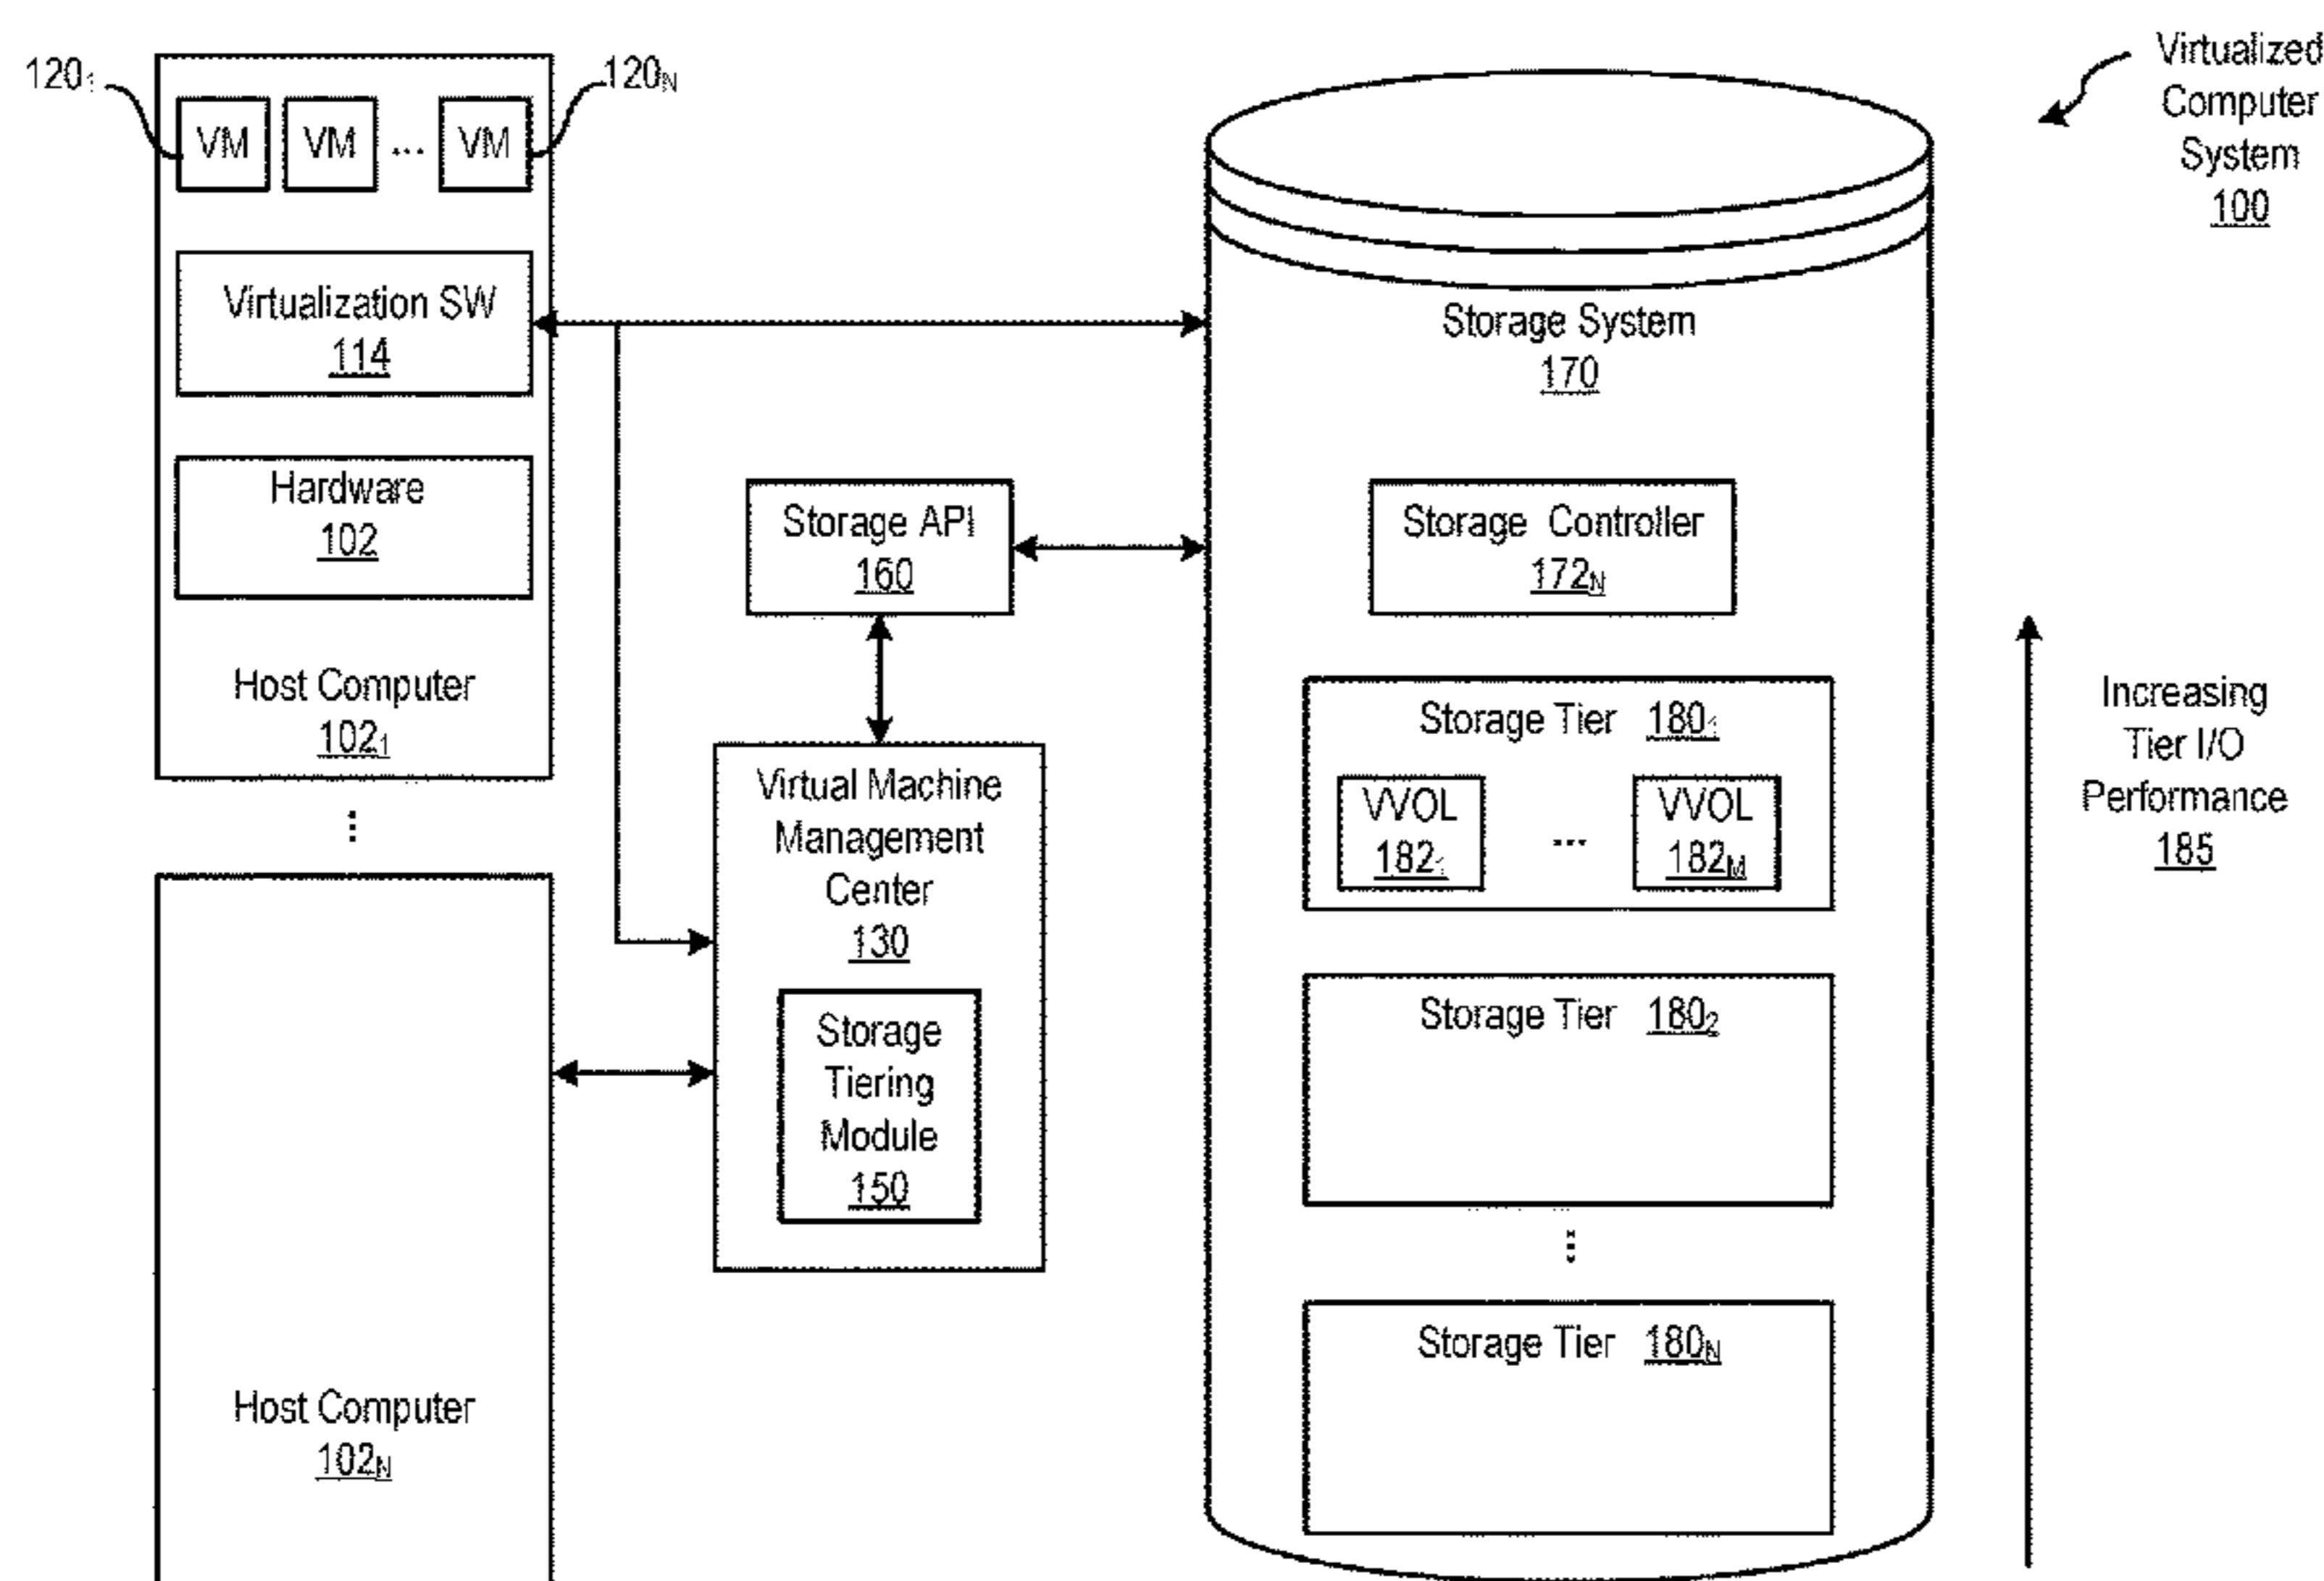 120₁
120ₙ
VM VM ... VM
Virtualization SW
114
Hardware
102
Host Computer
102₁
⋮
Host Computer
102ₙ
Storage API
160
Virtual Machine
Management
Center
130
Storage
Tiering
Module
150
Storage System
170
Storage Controller
172ₙ
Storage Tier 180₁
VVOL ... VVOL
182₁ 182_M
Storage Tier 180₂
⋮
Storage Tier 180ₙ
Virtualized
Computer
System
100
Increasing
Tier I/O
Performance
185